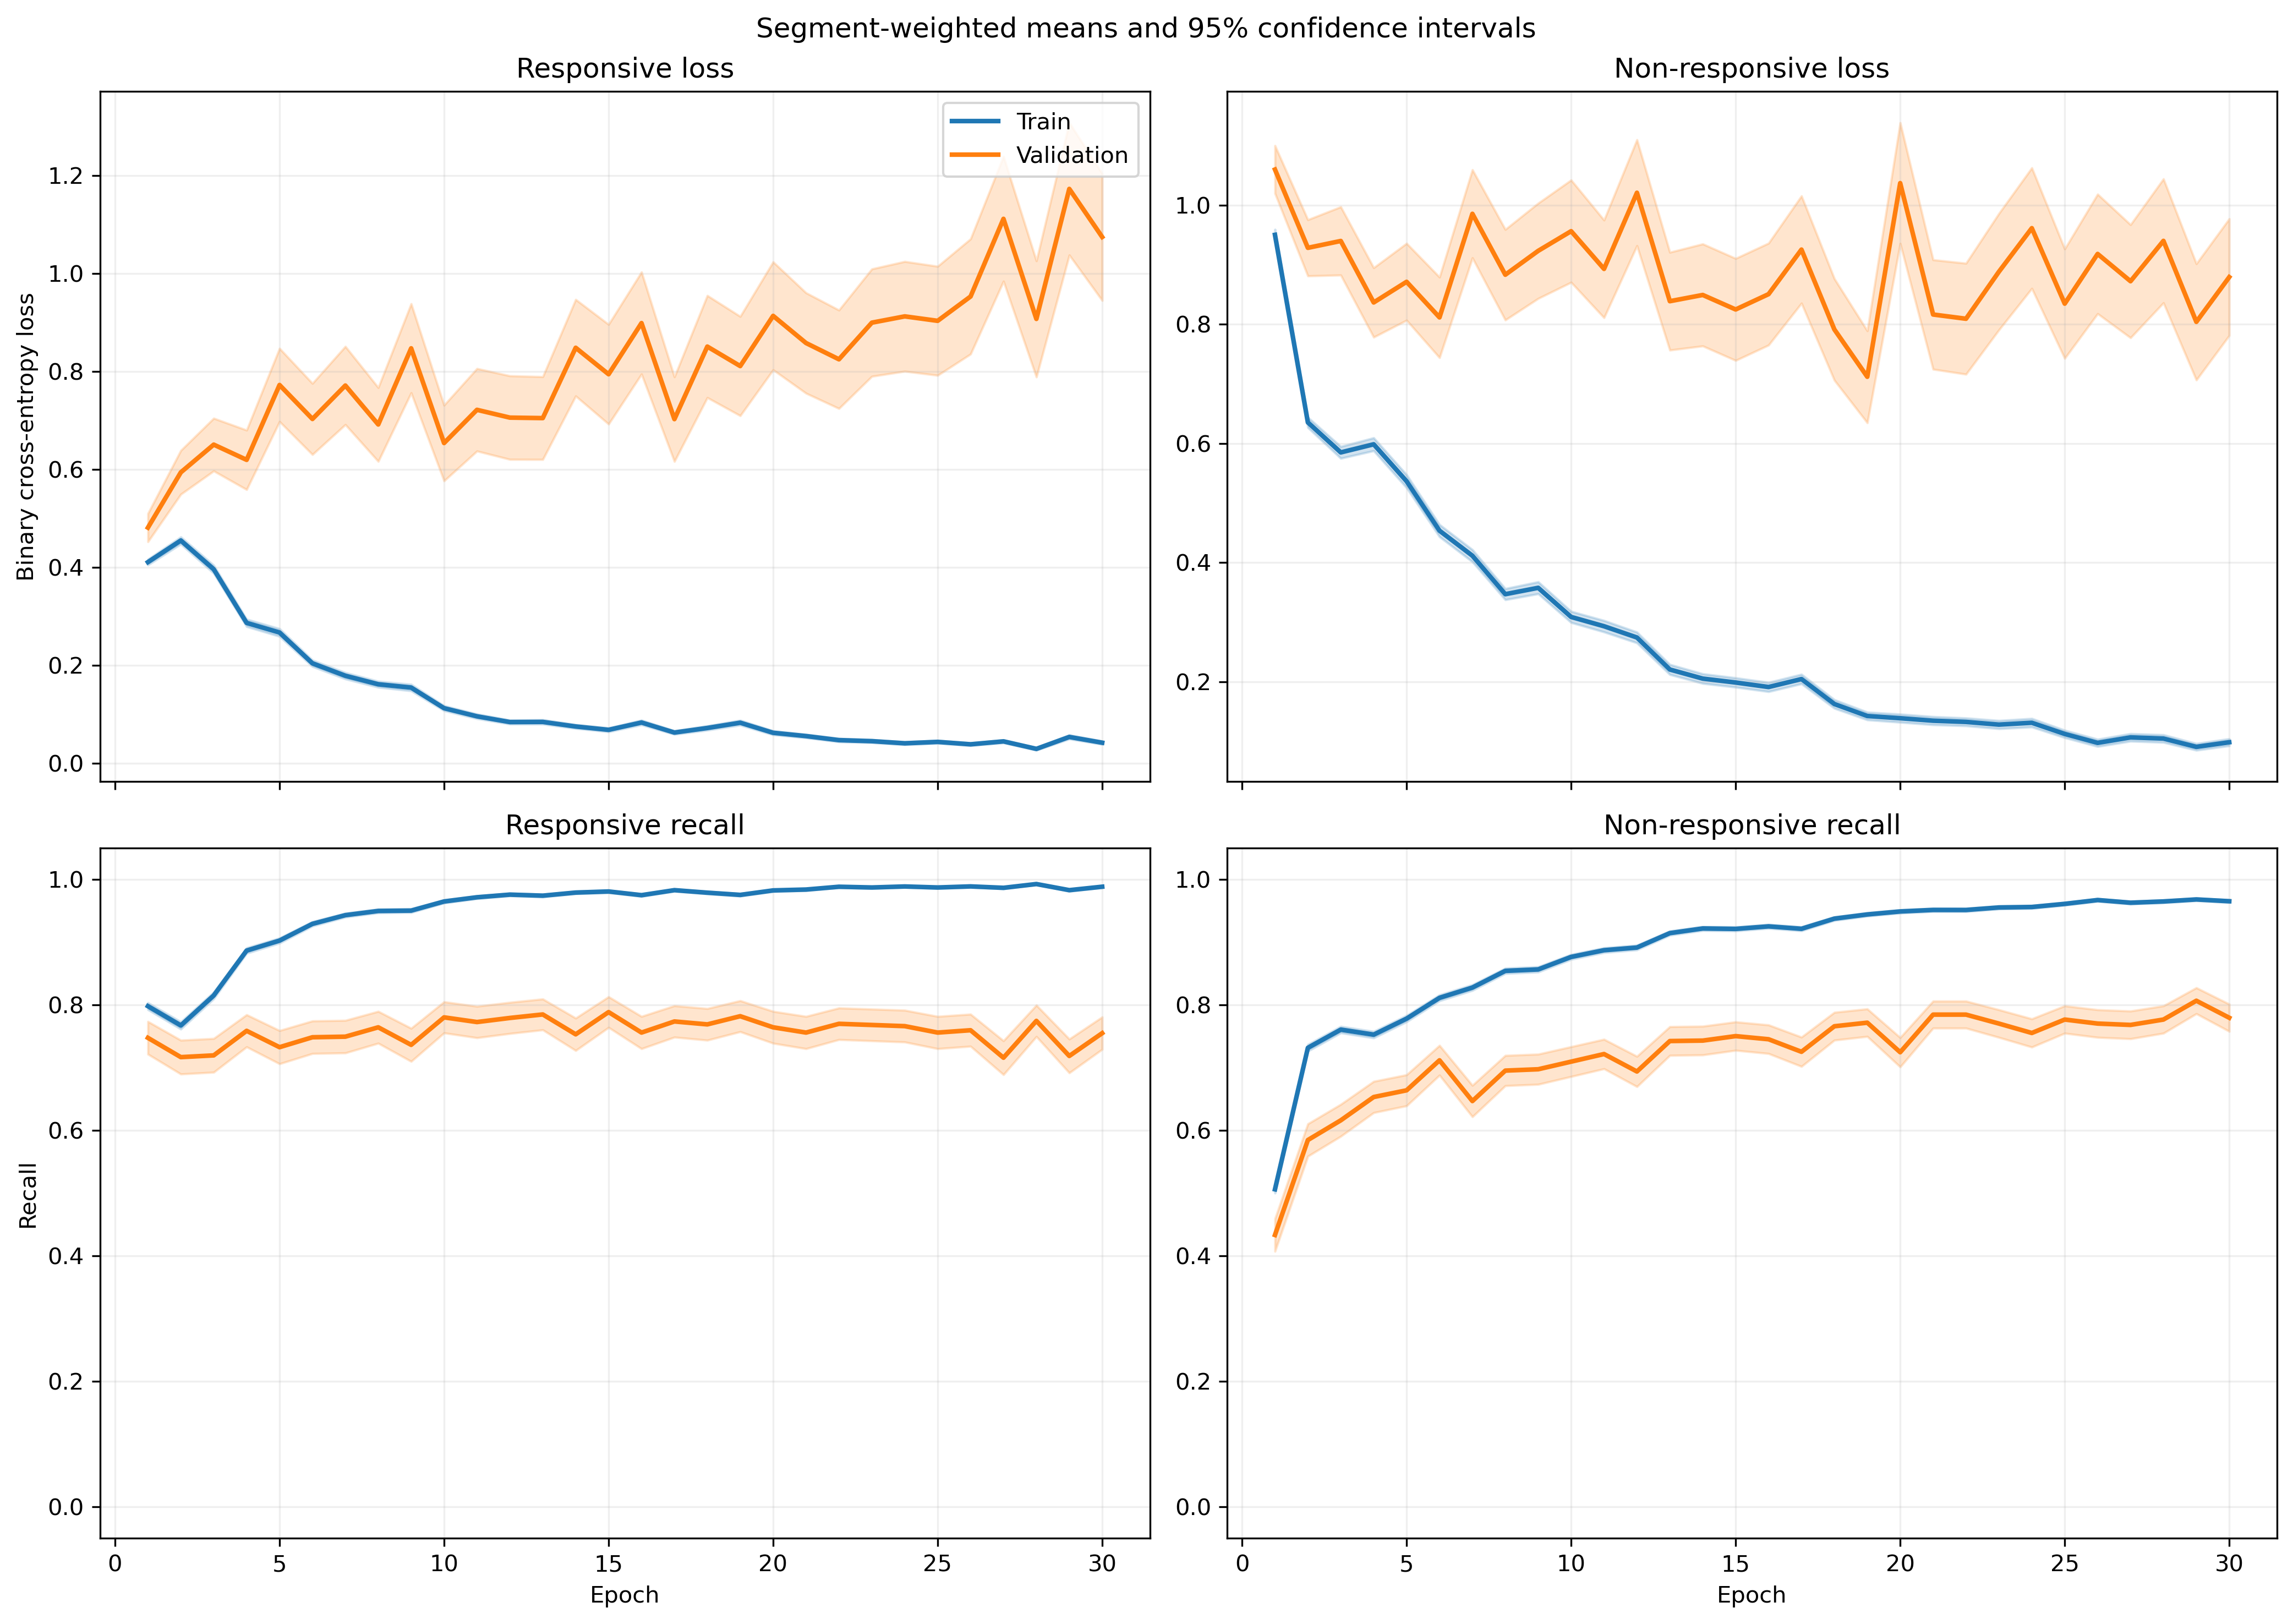 Segment-weighted means and 95% confidence intervals
Responsive loss
Non-responsive loss
Train
Validation
Binary cross-entropy loss
1.2
1.0
0.8
0.6
0.4
0.2
0.0
1.0
0.8
0.6
0.4
0.2
Responsive recall
Non-responsive recall
Recall
1.0
0.8
0.6
0.4
0.2
0.0
1.0
0.8
0.6
0.4
0.2
0.0
0 5 10 15 20 25 30
0 5 10 15 20 25 30
Epoch
Epoch